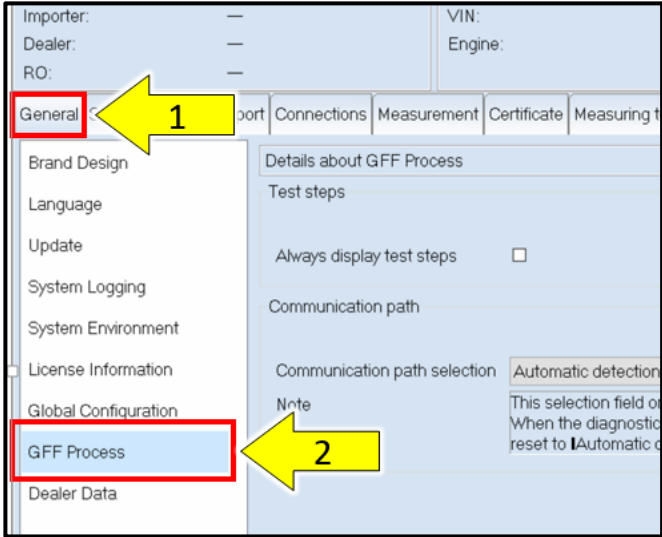 Importer: —
Dealer: —
RO: —
VIN:
Engine:
General
1
Connections
Measurement
Certificate
Measuring
Brand Design
Language
Update
System Logging
System Environment
License Information
Global Configuration
GFF Process
2
Dealer Data
Details about GFF Process
Test steps
Always display test steps
Communication path
Communication path selection
Automatic detection
Note
This selection field
When the diagnostic
reset to